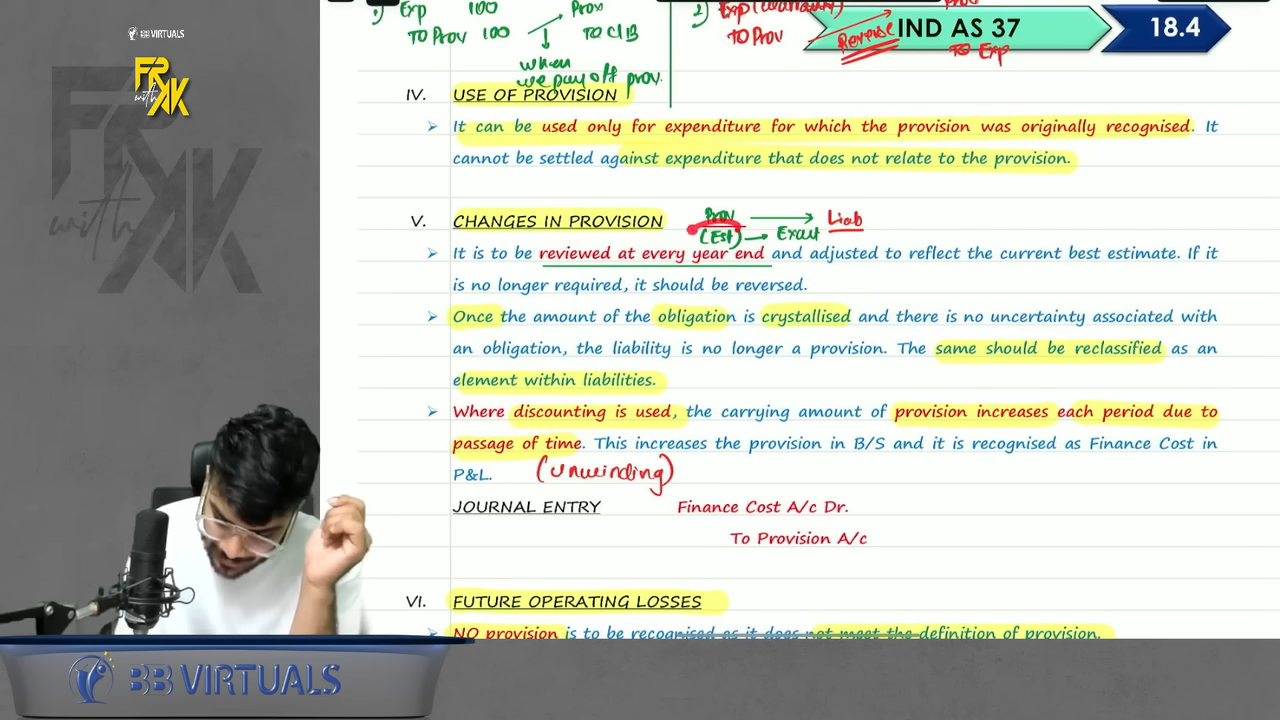 BB VIRTUALS
FR
with
AK
FR
with
AK
1) Exp 100
TO Prov 100
Prov
TO C/B
when
we pay off prov.
2) Exp (Warranty)
TO Prov
Reverse
Prov
TO Exp
IND AS 37
18.4
IV. USE OF PROVISION
➢ It can be used only for expenditure for which the provision was originally recognised. It
cannot be settled against expenditure that does not relate to the provision.
V. CHANGES IN PROVISION
Prov → Liab
(Est) → Exact
➢ It is to be reviewed at every year end and adjusted to reflect the current best estimate. If it
is no longer required, it should be reversed.
➢ Once the amount of the obligation is crystallised and there is no uncertainty associated with
an obligation, the liability is no longer a provision. The same should be reclassified as an
element within liabilities.
➢ Where discounting is used, the carrying amount of provision increases each period due to
passage of time. This increases the provision in B/S and it is recognised as Finance Cost in
P&L. (Unwinding)
JOURNAL ENTRY Finance Cost A/c Dr.
To Provision A/c
VI. FUTURE OPERATING LOSSES
➢ NO provision is to be recognised as it does not meet the definition of provision.
BB VIRTUALS